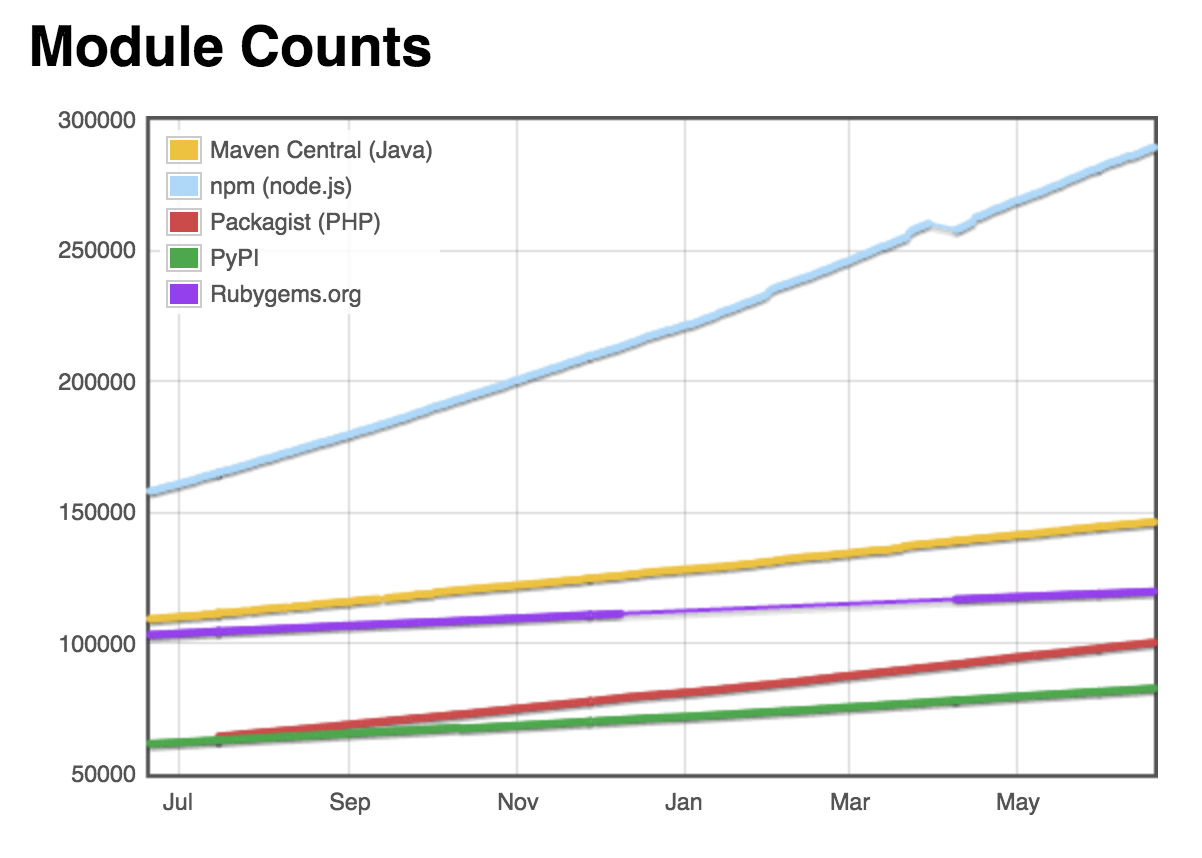 Module Counts
300000
250000
200000
150000
100000
50000
Maven Central (Java)
npm (node.js)
Packagist (PHP)
PyPI
Rubygems.org
Jul Sep Nov Jan Mar May